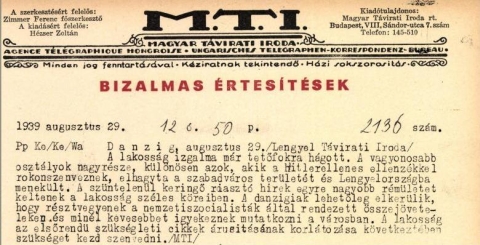 A szerkesztésért felelős:
Zimmer Ferenc főszerkesztő
A kiadásért felelős:
Hézser Zoltán
M.T.I.
Kiadótulajdonos:
Magyar Távirati Iroda rt.
Budapest, VIII, Sándor-utca 7. szám
Telefon: 145-510
MAGYAR TÁVIRATI IRODA
AGENCE TÉLÉGRAPHIQUE HONGROISE • UNGARISCHES TELEGRAPHEN-KORRESPONDENZ-BUREAU
Minden jog fenntartásával. Kéziratnak tekintendő. Házi sokszorosítás.
BIZALMAS ÉRTESÍTÉSEK
1939 augusztus 29. 12 ó. 50 p. 2136 szám.
Pp Ko/Ke/Wa D a n z i g, augusztus 29./Lengyel Távirati Iroda/
A lakosság izgalma már tetőfokra hágott. A vagyonosabb
osztályok nagyrésze, különösen azok, akik a Hitlerellenes ellenzékkel
rokonszenveznek, elhagyta a szabadváros területét és Lengyelországba
menekült. A szüntelenül keringő riasztó hírek egyre nagyobb rémületet
keltenek a lakosság széles köreiben. A danzigiak lehetőleg elkerülik,
hogy résztvegyenek a nemzetiszocialisták által rendezett összejövete-
leken és minél kevesebbet igyekeznek mutatkozni a városban. A lakosság
az elsőrendű szükségleti cikkek árusításának korlátozása következtében
szükséget kezd szenvedni./MTI/